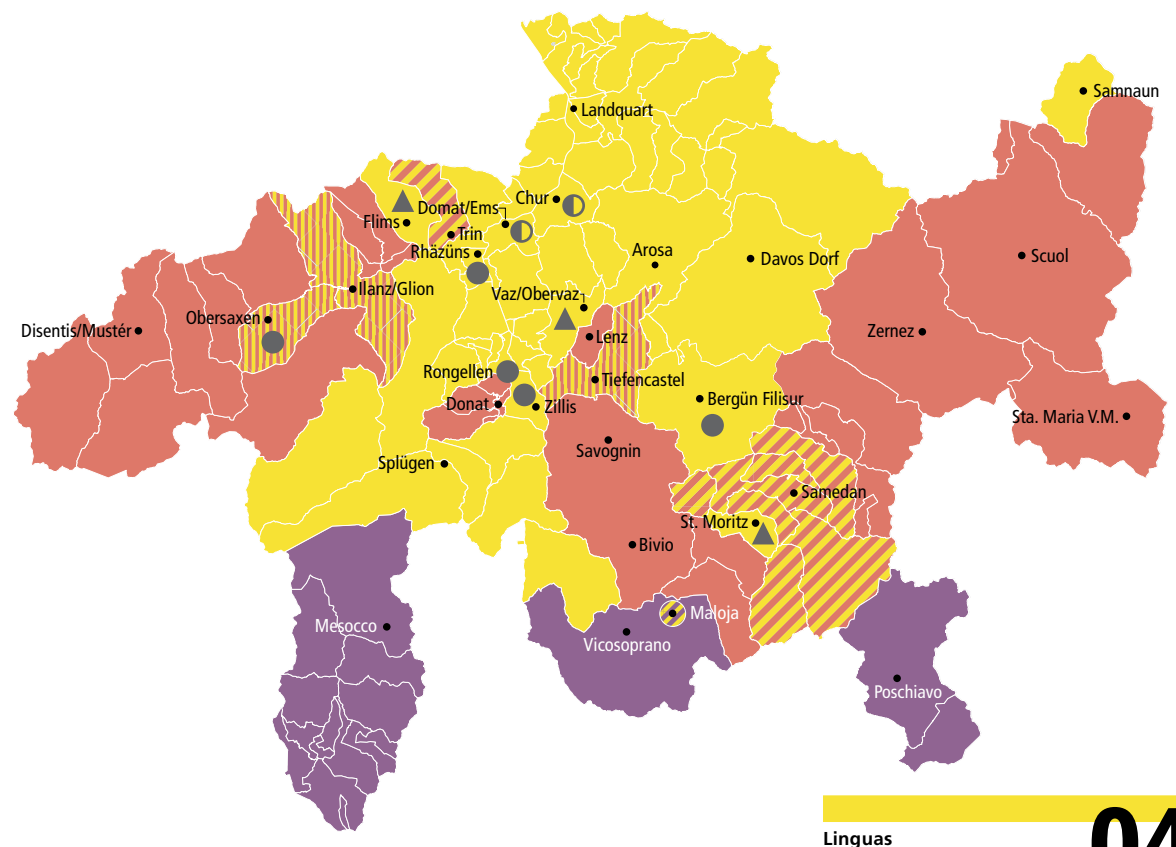 Samnaun
Landquart
Chur
Domat/Ems
Flims
Trin
Rhäzüns
Arosa
Davos Dorf
Scuol
Ilanz/Glion
Vaz/Obervaz
Obersaxen
Disentis/Mustér
Lenz
Zernez
Rongellen
Tiefencastel
Donat
Zillis
Bergün Filisur
Sta. Maria V.M.
Savognin
Splügen
Samedan
St. Moritz
Bivio
Maloja
Mesocco
Vicosoprano
Poschiavo
Linguas
04